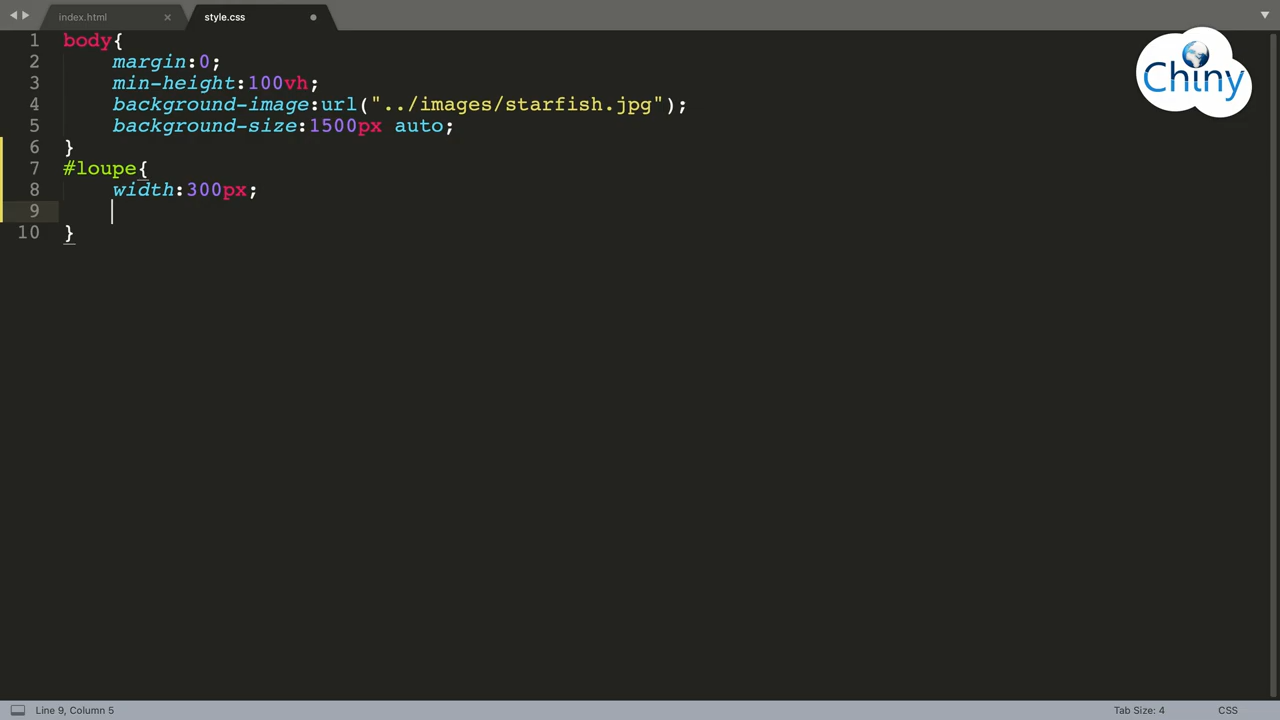 index.html
style.css
Chiny
1 body{
2 margin:0;
3 min-height:100vh;
4 background-image:url("../images/starfish.jpg");
5 background-size:1500px auto;
6 }
7 #loupe{
8 width:300px;
9
10 }
Line 9, Column 5
Tab Size: 4
CSS